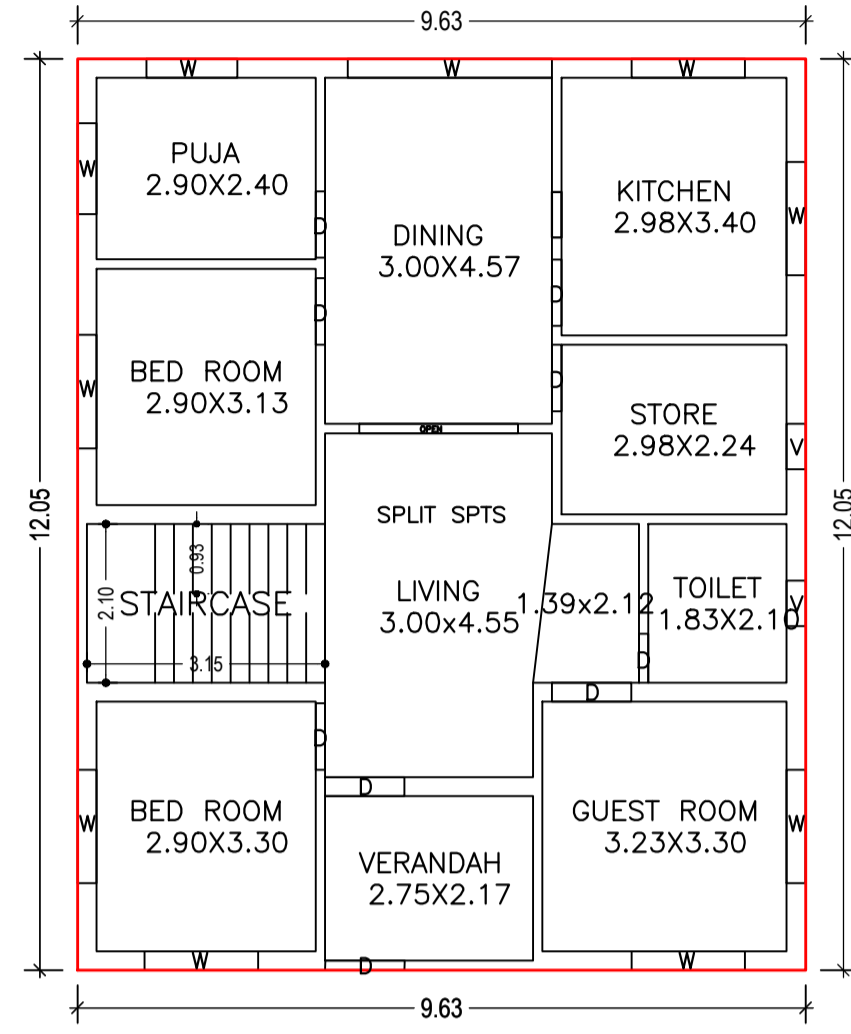 9.63
W
W
W
W
PUJA
2.90X2.40
KITCHEN
2.98X3.40
W
D
DINING
3.00X4.57
D
D
BED ROOM
2.90X3.13
W
D
STORE
2.98X2.24
V
OPEN
12.05
12.05
SPLIT SPTS
0.93
2.10
STAIRCASE
LIVING
3.00x4.55
1.39x2.12
TOILET
1.83X2.10
V
3.15
D
D
D
D
BED ROOM
2.90X3.30
W
GUEST ROOM
3.23X3.30
W
VERANDAH
2.75X2.17
W
D
W
9.63